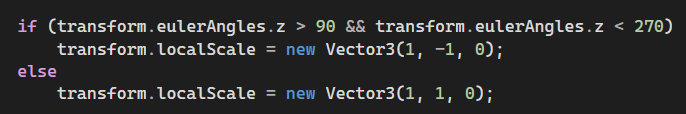 if (transform.eulerAngles.z > 90 && transform.eulerAngles.z < 270)
    transform.localScale = new Vector3(1, -1, 0);
else
    transform.localScale = new Vector3(1, 1, 0);